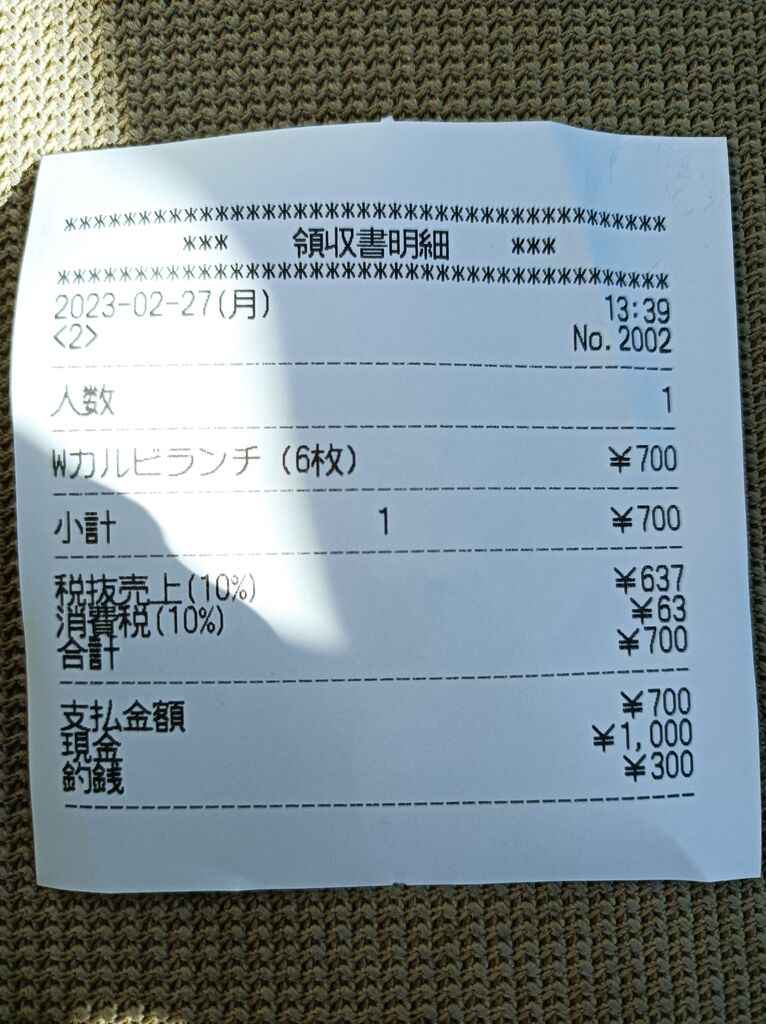 ****************************************
*** 領収書明細 ***
****************************************
2023-02-27(月) 13:39
<2> No.2002
人数 1
Wカルビランチ (6枚) ¥700
小計 1 ¥700
税抜売上(10%) ¥637
消費税(10%) ¥63
合計 ¥700
支払金額 ¥700
現金 ¥1,000
釣銭 ¥300